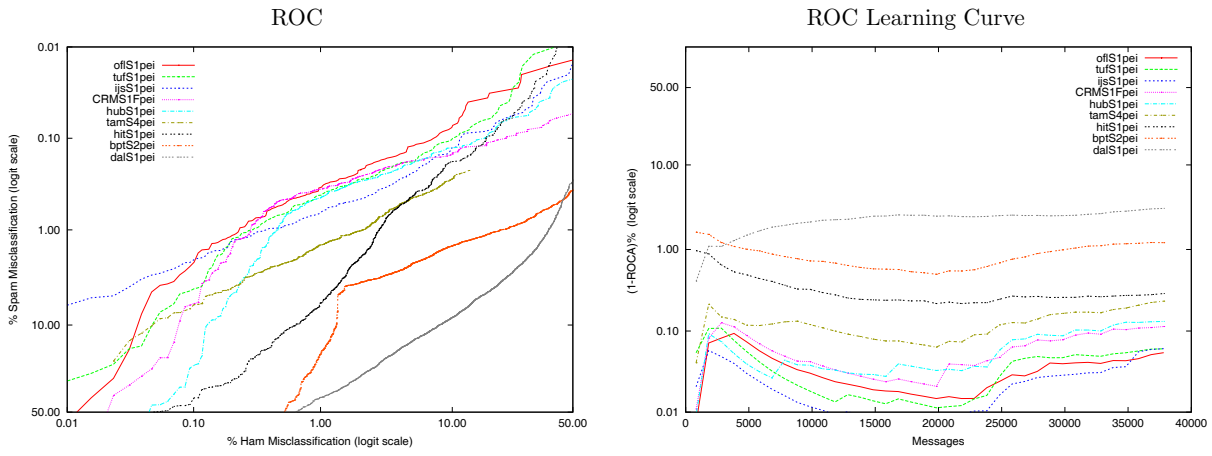 ROC
% Spam Misclassification (logit scale)
0.01
0.10
1.00
10.00
50.00
oflS1pei
tufS1pei
ijsS1pei
CRMS1Fpei
hubS1pei
tamS4pei
hitS1pei
bptS2pei
dalS1pei
0.01
0.10
1.00
10.00
50.00
% Ham Misclassification (logit scale)
ROC Learning Curve
(1-ROCA)% (logit scale)
50.00
10.00
1.00
0.10
0.01
oflS1pei
tufS1pei
ijsS1pei
CRMS1Fpei
hubS1pei
tamS4pei
hitS1pei
bptS2pei
dalS1pei
0
5000
10000
15000
20000
25000
30000
35000
40000
Messages